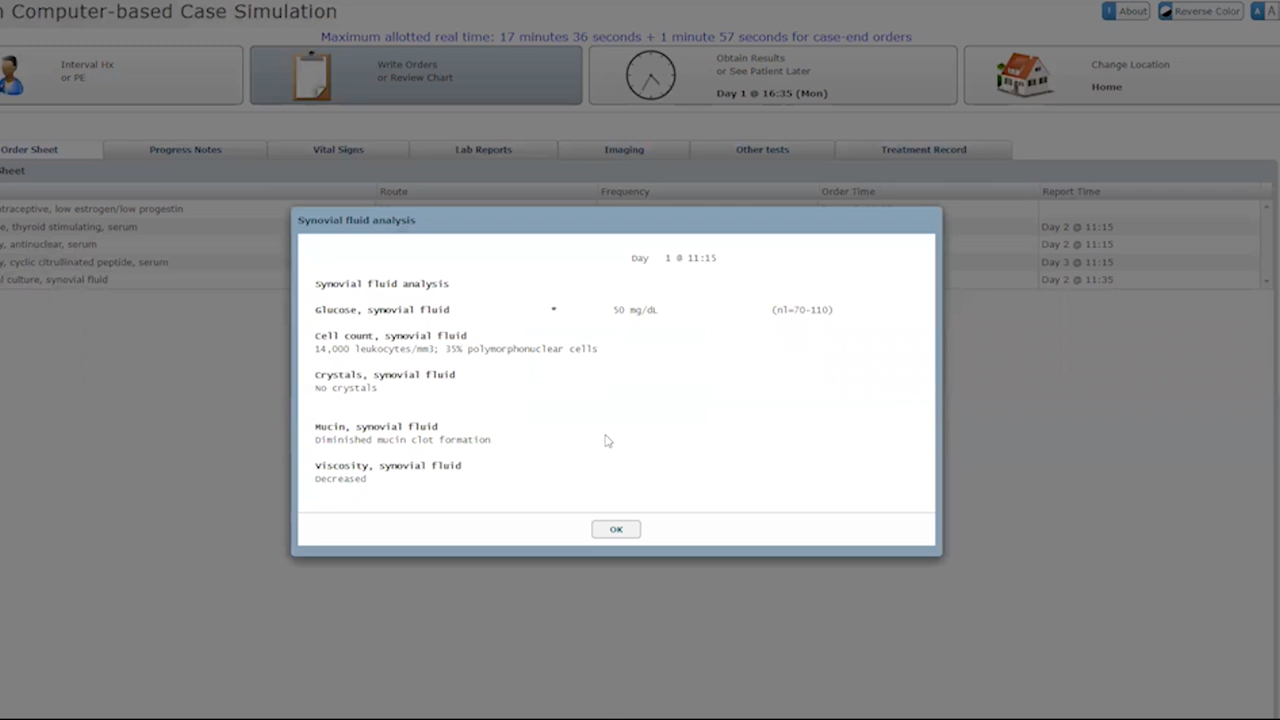 n Computer-based Case Simulation
About
Reverse Color
A A
Maximum allotted real time: 17 minutes 36 seconds + 1 minute 57 seconds for case-end orders
Interval Hx
or PE
Write Orders
or Review Chart
Obtain Results
or See Patient Later
Day 1 @ 16:35 (Mon)
Change Location
Home
Order Sheet
Progress Notes
Vital Signs
Lab Reports
Imaging
Other tests
Treatment Record
Sheet
Route
Frequency
Order Time
Report Time
ntraceptive, low estrogen/low progestin
e, thyroid stimulating, serum
Day 2 @ 11:15
y, antinuclear, serum
Day 2 @ 11:15
y, cyclic citrullinated peptide, serum
Day 3 @ 11:15
al culture, synovial fluid
Day 2 @ 11:35
Synovial fluid analysis
Day 1 @ 11:15
Synovial fluid analysis
Glucose, synovial fluid * 50 mg/dL (nl=70-110)
Cell count, synovial fluid
14,000 leukocytes/mm3; 35% polymorphonuclear cells
Crystals, synovial fluid
No crystals
Mucin, synovial fluid
Diminished mucin clot formation
Viscosity, synovial fluid
Decreased
OK